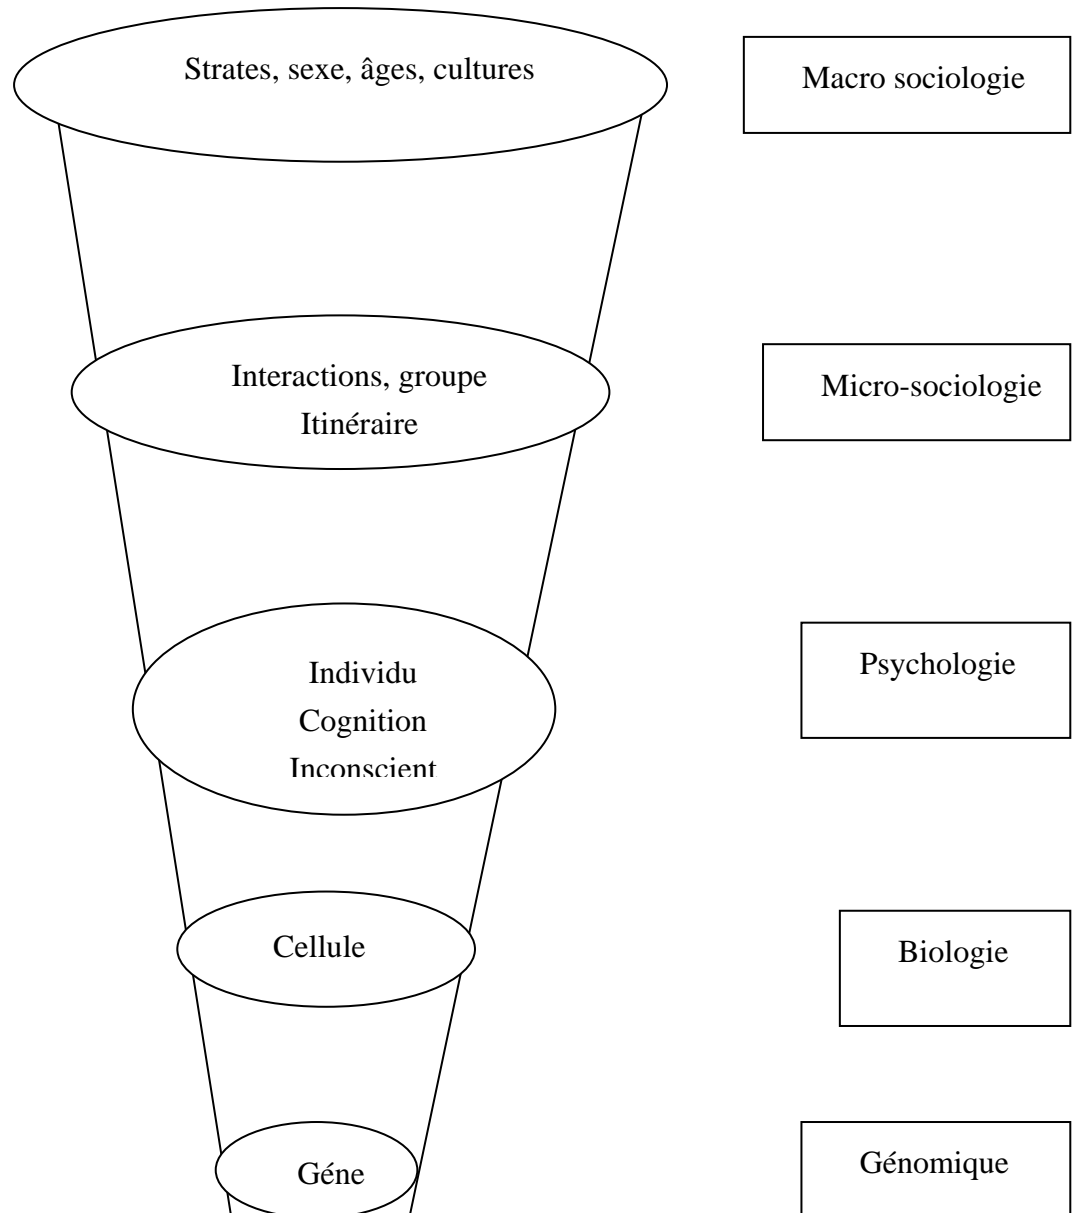 Strates, sexe, âges, cultures
Macro sociologie
Interactions, groupe
Itinéraire
Micro-sociologie
Individu
Cognition
Inconscient
Psychologie
Cellule
Biologie
Géne
Génomique